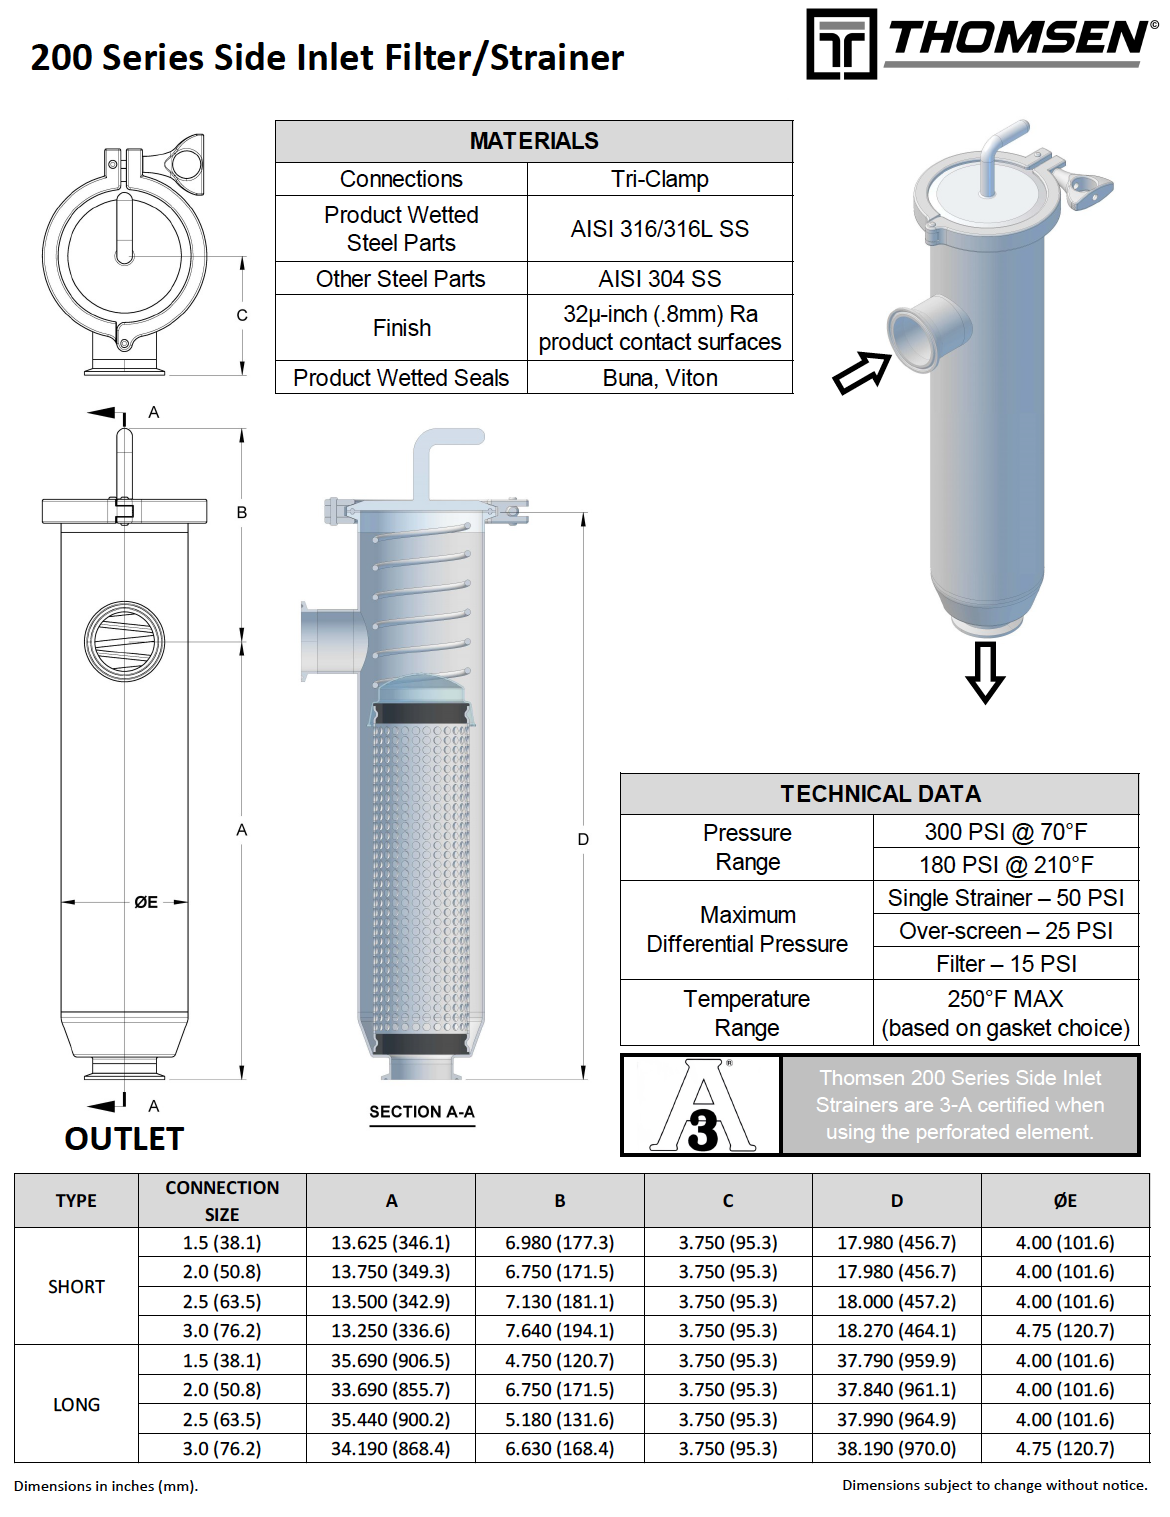 200 Series Side Inlet Filter/Strainer
THOMSEN©
MATERIALS
Connections Tri-Clamp
Product Wetted
Steel Parts
AISI 316/316L SS
Other Steel Parts AISI 304 SS
Finish
32µ-inch (.8mm) Ra
product contact surfaces
Product Wetted Seals Buna, Viton
C
A
B
A
ØE
D
A
OUTLET
SECTION A-A
TECHNICAL DATA
Pressure
Range
300 PSI @ 70°F
180 PSI @ 210°F
Maximum
Differential Pressure
Single Strainer – 50 PSI
Over-screen – 25 PSI
Filter – 15 PSI
Temperature
Range
250°F MAX
(based on gasket choice)
A ®
3
Thomsen 200 Series Side Inlet
Strainers are 3-A certified when
using the perforated element.
TYPE CONNECTION SIZE A B C D ØE
SHORT
1.5 (38.1) 13.625 (346.1) 6.980 (177.3) 3.750 (95.3) 17.980 (456.7) 4.00 (101.6)
2.0 (50.8) 13.750 (349.3) 6.750 (171.5) 3.750 (95.3) 17.980 (456.7) 4.00 (101.6)
2.5 (63.5) 13.500 (342.9) 7.130 (181.1) 3.750 (95.3) 18.000 (457.2) 4.00 (101.6)
3.0 (76.2) 13.250 (336.6) 7.640 (194.1) 3.750 (95.3) 18.270 (464.1) 4.75 (120.7)
LONG
1.5 (38.1) 35.690 (906.5) 4.750 (120.7) 3.750 (95.3) 37.790 (959.9) 4.00 (101.6)
2.0 (50.8) 33.690 (855.7) 6.750 (171.5) 3.750 (95.3) 37.840 (961.1) 4.00 (101.6)
2.5 (63.5) 35.440 (900.2) 5.180 (131.6) 3.750 (95.3) 37.990 (964.9) 4.00 (101.6)
3.0 (76.2) 34.190 (868.4) 6.630 (168.4) 3.750 (95.3) 38.190 (970.0) 4.75 (120.7)
Dimensions in inches (mm).
Dimensions subject to change without notice.